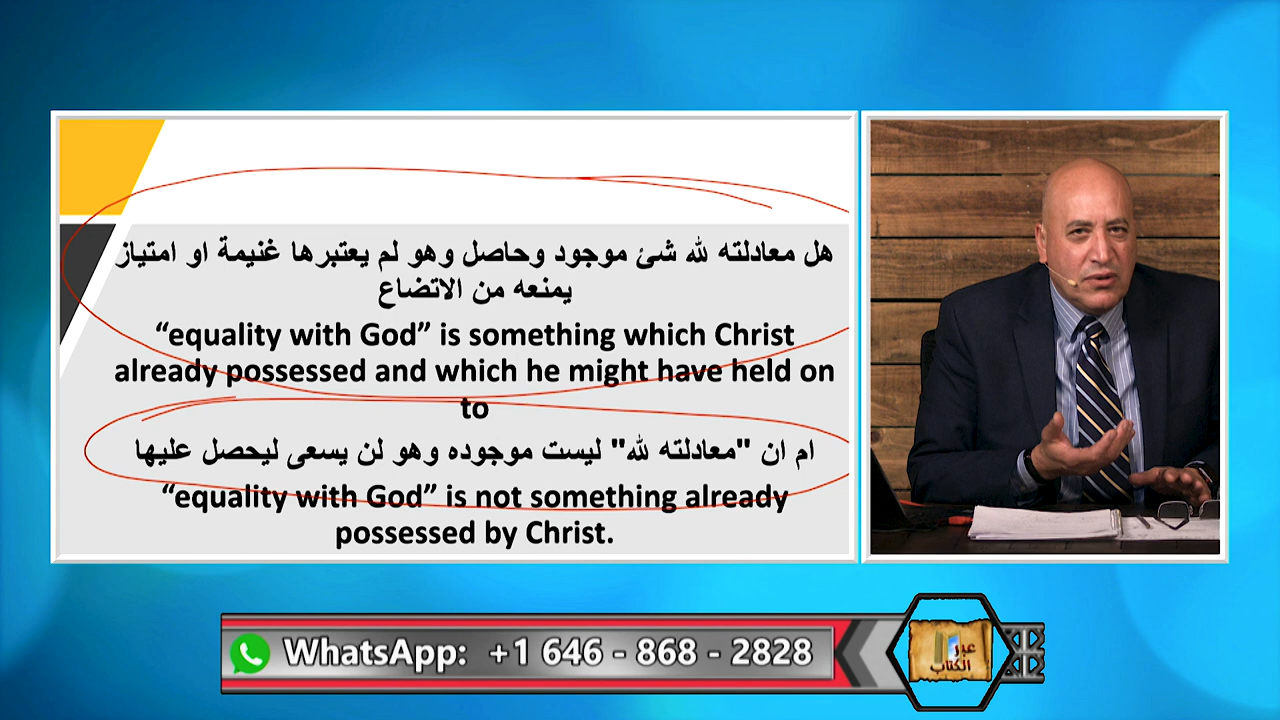 هل معادلته لله شئ موجود وحاصل وهو لم يعتبرها غنيمة او امتياز
يمنعه من الاتضاع
“equality with God” is something which Christ
already possessed and which he might have held on
to
ام ان "معادلته لله" ليست موجوده وهو لن يسعى ليحصل عليها
“equality with God” is not something already
possessed by Christ.
WhatsApp: +1 646 - 868 - 2828
عبر
الكتاب